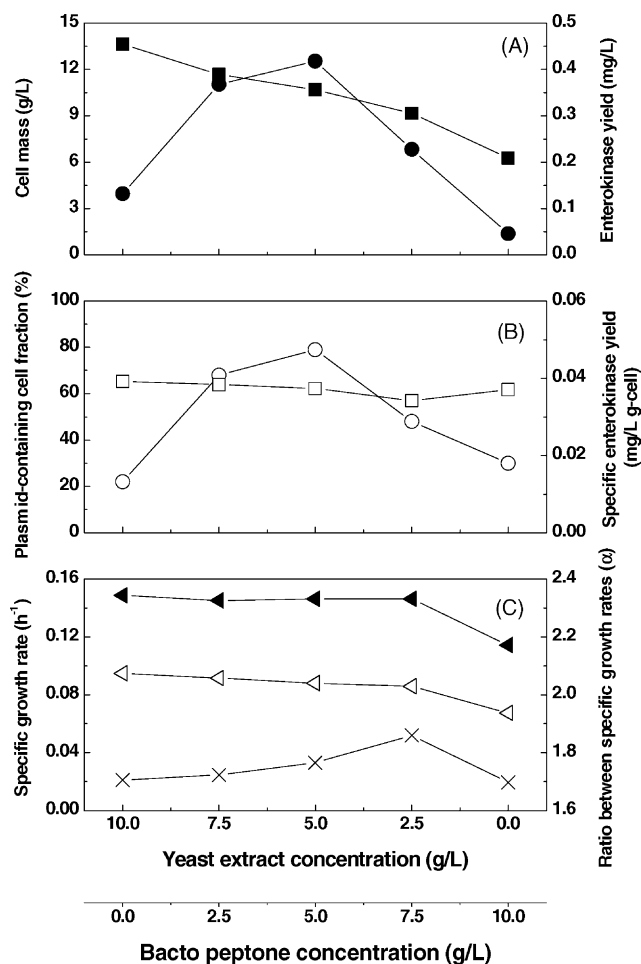 15
12
9
6
3
0
Cell mass (g/L)
(A)
0.5
0.4
0.3
0.2
0.1
0.0
Enterokinase yield (mg/L)
100
80
60
40
20
0
Plasmid-containing cell fraction (%)
(B)
0.06
0.04
0.02
0.00
Specific enterokinase yield
(mg/L g-cell)
0.16
0.12
0.08
0.04
0.00
Specific growth rate (h⁻¹)
(C)
2.4
2.2
2.0
1.8
1.6
Ratio between specific growth rates (α)
10.0 7.5 5.0 2.5 0.0
Yeast extract concentration (g/L)
0.0 2.5 5.0 7.5 10.0
Bacto peptone concentration (g/L)